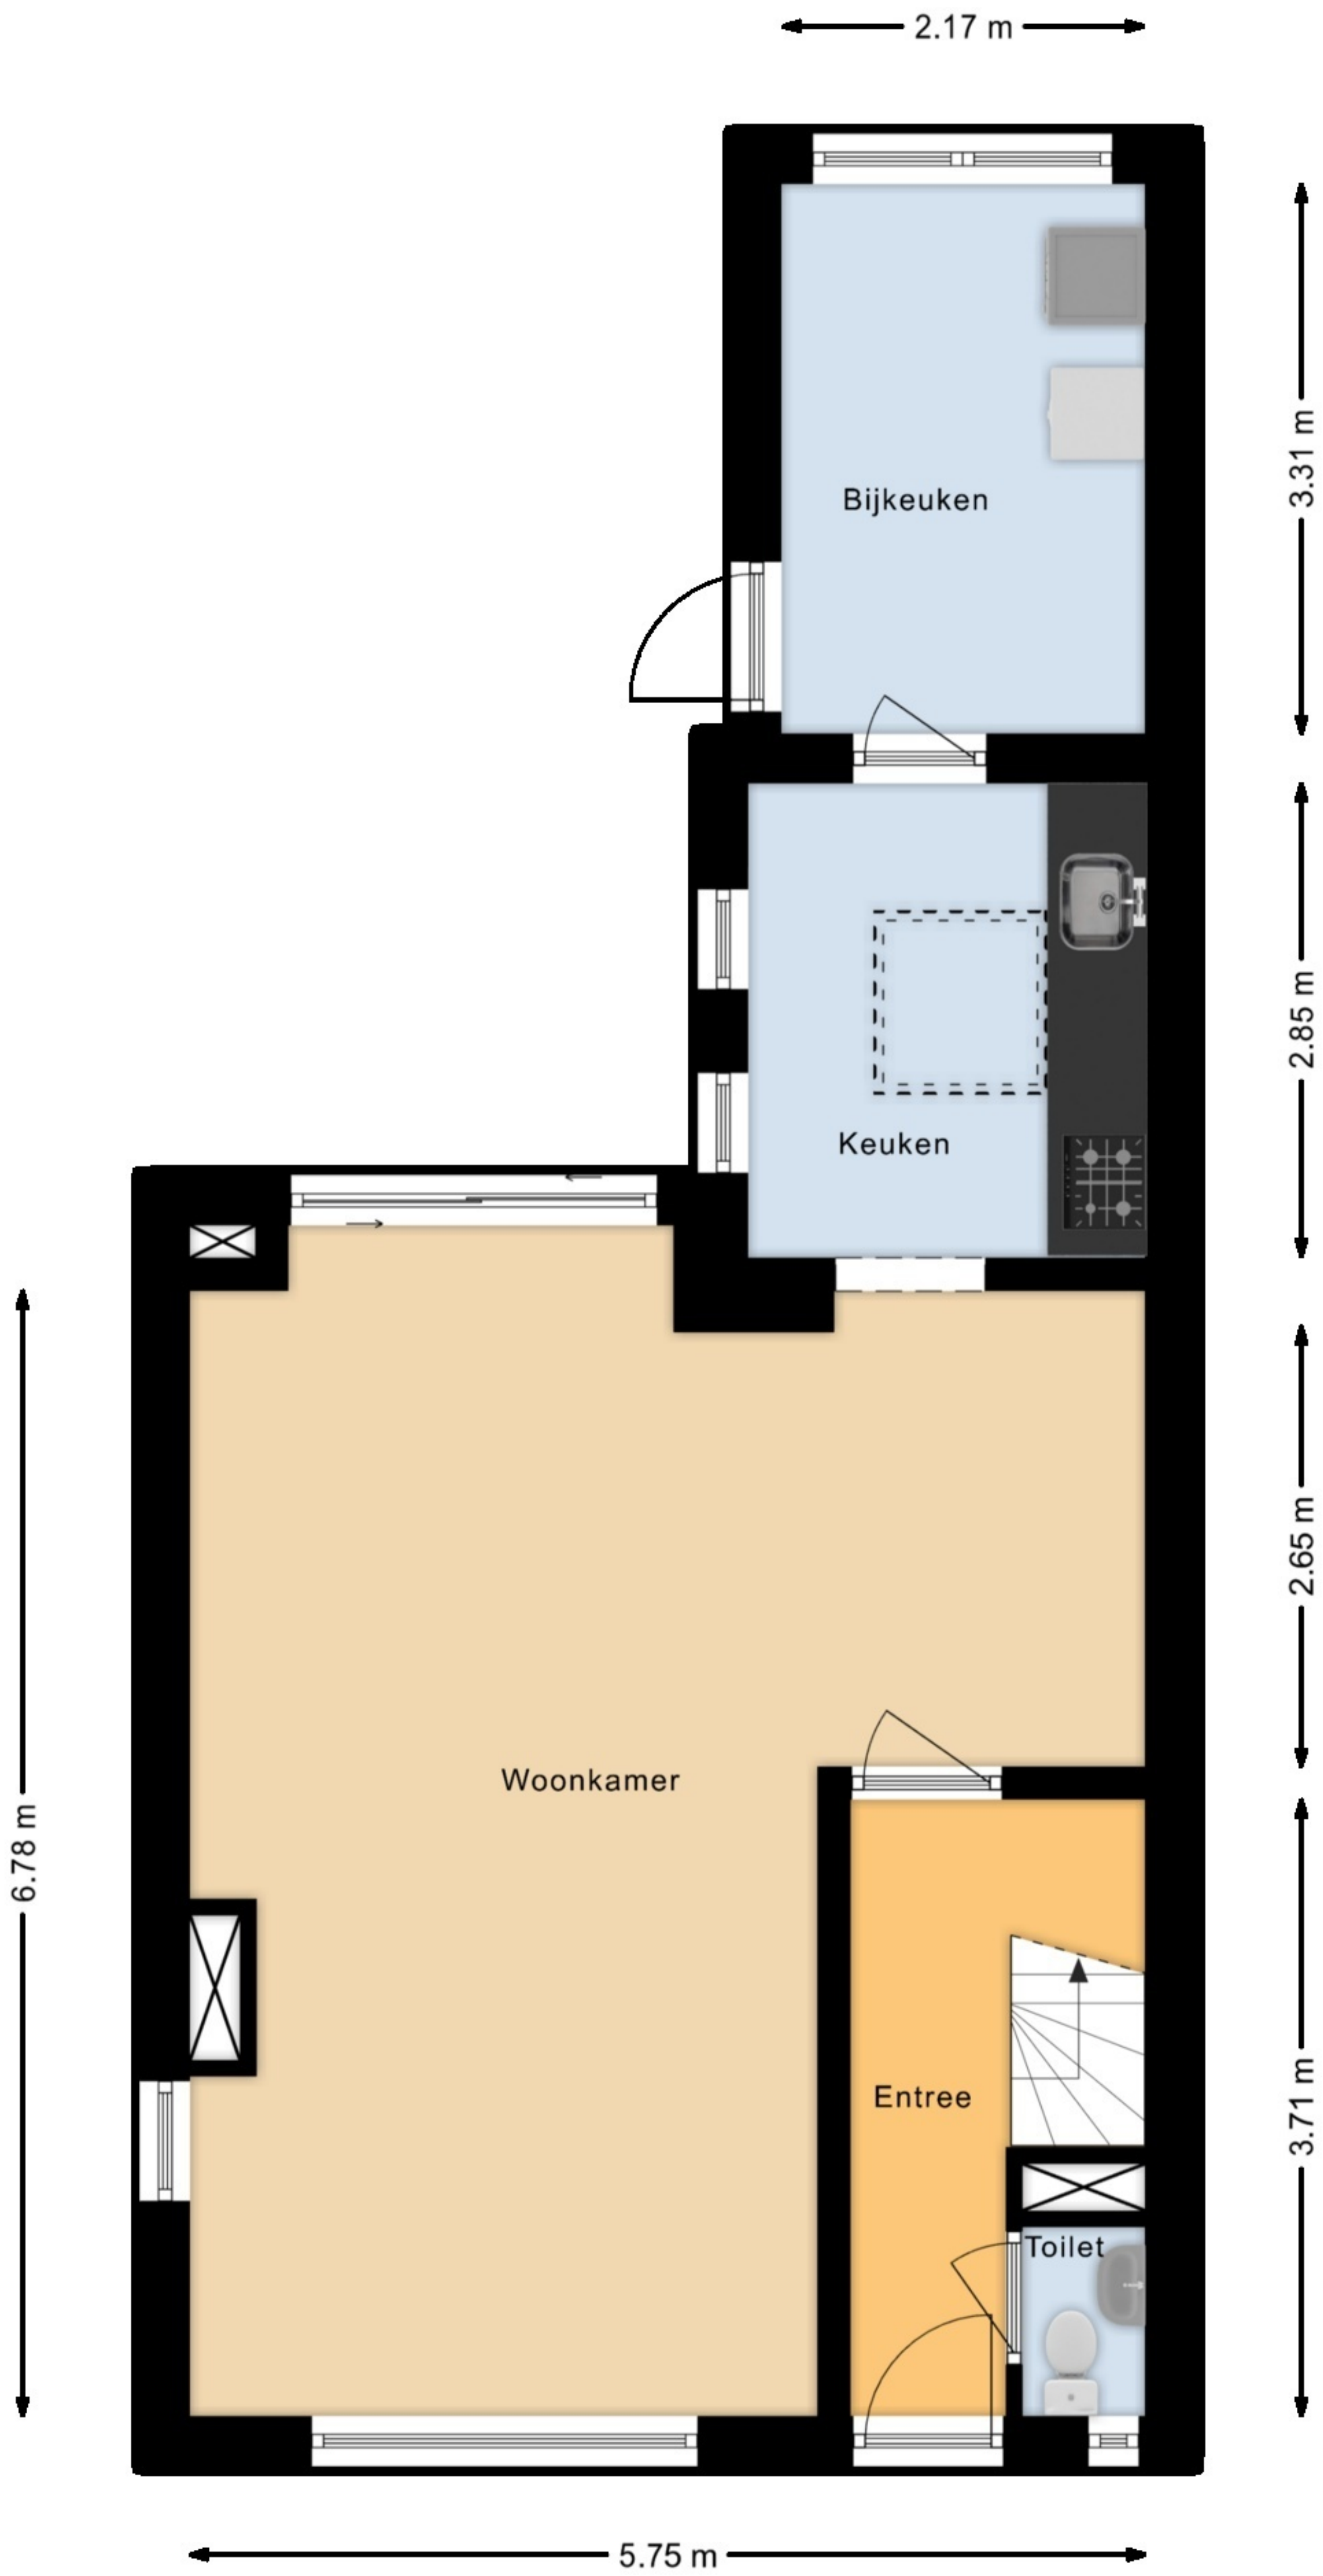 2.17 m
3.31 m
Bijkeuken
2.85 m
Keuken
2.65 m
Woonkamer
6.78 m
Entree
3.71 m
Toilet
5.75 m